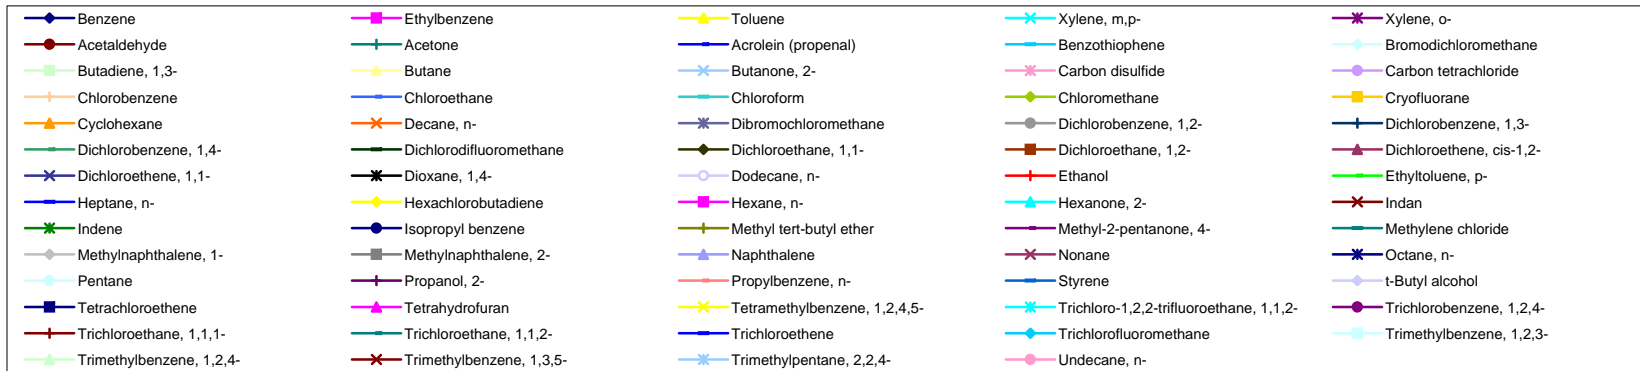 Benzene Ethylbenzene Toluene Xylene, m,p- Xylene, o-
Acetaldehyde Acetone Acrolein (propenal) Benzothiophene Bromodichloromethane
Butadiene, 1,3- Butane Butanone, 2- Carbon disulfide Carbon tetrachloride
Chlorobenzene Chloroethane Chloroform Chloromethane Cryofluorane
Cyclohexane Decane, n- Dibromochloromethane Dichlorobenzene, 1,2- Dichlorobenzene, 1,3-
Dichlorobenzene, 1,4- Dichlorodifluoromethane Dichloroethane, 1,1- Dichloroethane, 1,2- Dichloroethene, cis-1,2-
Dichloroethene, 1,1- Dioxane, 1,4- Dodecane, n- Ethanol Ethyltoluene, p-
Heptane, n- Hexachlorobutadiene Hexane, n- Hexanone, 2- Indan
Indene Isopropyl benzene Methyl tert-butyl ether Methyl-2-pentanone, 4- Methylene chloride
Methylnaphthalene, 1- Methylnaphthalene, 2- Naphthalene Nonane Octane, n-
Pentane Propanol, 2- Propylbenzene, n- Styrene t-Butyl alcohol
Tetrachloroethene Tetrahydrofuran Tetramethylbenzene, 1,2,4,5- Trichloro-1,2,2-trifluoroethane, 1,1,2- Trichlorobenzene, 1,2,4-
Trichloroethane, 1,1,1- Trichloroethane, 1,1,2- Trichloroethene Trichlorofluoromethane Trimethylbenzene, 1,2,3-
Trimethylbenzene, 1,2,4- Trimethylbenzene, 1,3,5- Trimethylpentane, 2,2,4- Undecane, n-